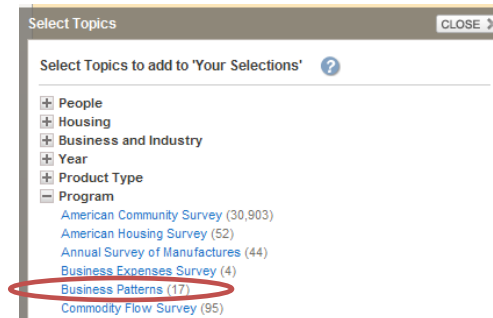 Select Topics
CLOSE X
Select Topics to add to 'Your Selections' ?
+ People
+ Housing
+ Business and Industry
+ Year
+ Product Type
− Program
American Community Survey (30,903)
American Housing Survey (52)
Annual Survey of Manufactures (44)
Business Expenses Survey (4)
Business Patterns (17)
Commodity Flow Survey (95)